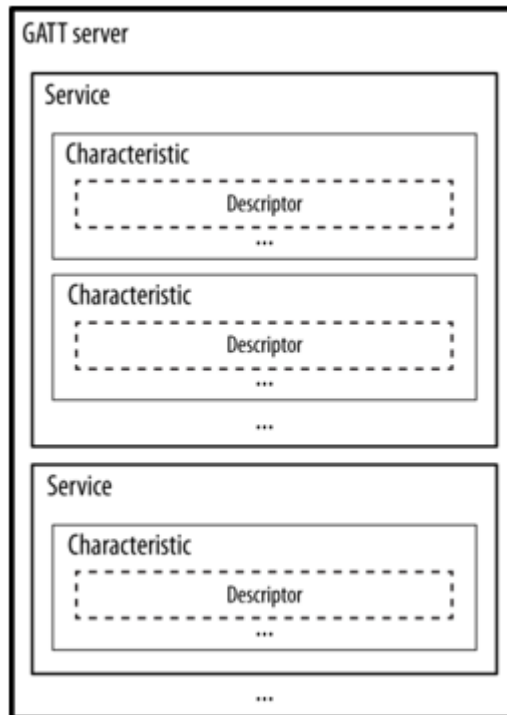 GATT server
Service
Characteristic
Descriptor
...
Characteristic
Descriptor
...
...
Service
Characteristic
Descriptor
...
...